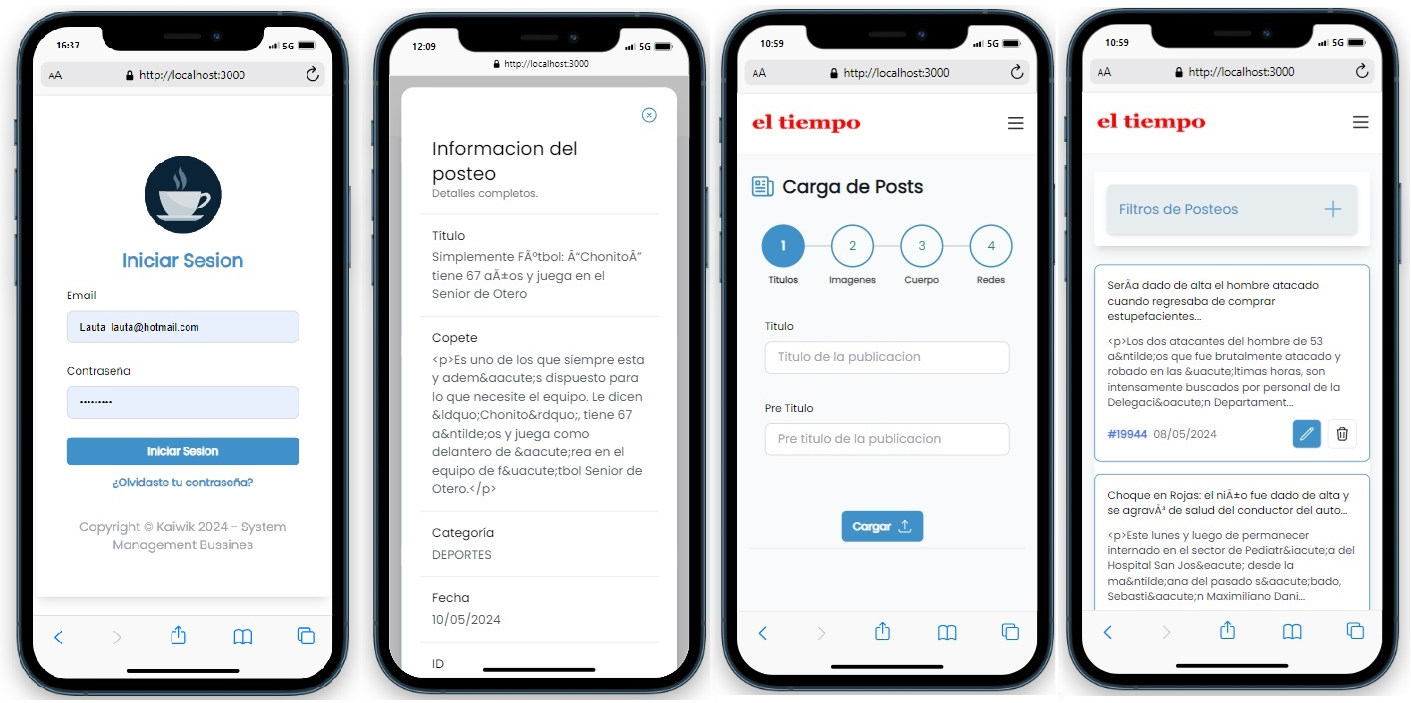 16:37
5G
AA
http://localhost:3000
Iniciar Sesion
Email
Lauta_lauta@hotmail.com
Contraseña
•••••••••
Iniciar Sesion
¿Olvidaste tu contraseña?
Copyright © Kaiwik 2024 - System
Management Bussines
12:09
5G
http://localhost:3000
Informacion del
posteo
Detalles completos.
Título
Simplemente FÃºtbol: Ã“ChonitoÃ”
tiene 67 aÃ±os y juega en el
Senior de Otero
Copete
<p>Es uno de los que siempre esta
y adem&aacute;s dispuesto para
lo que necesite el equipo. Le dicen
&ldquo;Chonito&rdquo;, tiene 67
a&ntilde;os y juega como
delantero de &aacute;rea en el
equipo de f&uacute;tbol Senior de
Otero.</p>
Categoría
DEPORTES
Fecha
10/05/2024
ID
10:59
5G
AA
http://localhost:3000
el tiempo
Carga de Posts
1
2
3
4
Titulos
Imagenes
Cuerpo
Redes
Titulo
Titulo de la publicacion
Pre Titulo
Pre titulo de la publicacion
Cargar
10:59
5G
AA
http://localhost:3000
el tiempo
Filtros de Posteos
SerÃa dado de alta el hombre atacado
cuando regresaba de comprar
estupefacientes...
<p>Los dos atacantes del hombre de 53
a&ntilde;os que fue brutalmente atacado y
robado en las &uacute;ltimas horas, son
intensamente buscados por personal de la
Delegaci&oacute;n Departament...
#19944 08/05/2024
Choque en Rojas: el niÃ±o fue dado de alta y
se agravÃ³ de salud del conductor del auto...
<p>Este lunes y luego de permanecer
internado en el sector de Pediatr&iacute;a del
Hospital San Jos&eacute; desde la
ma&ntilde;ana del pasado s&aacute;bado,
Sebasti&aacute;n Maximiliano Dani...